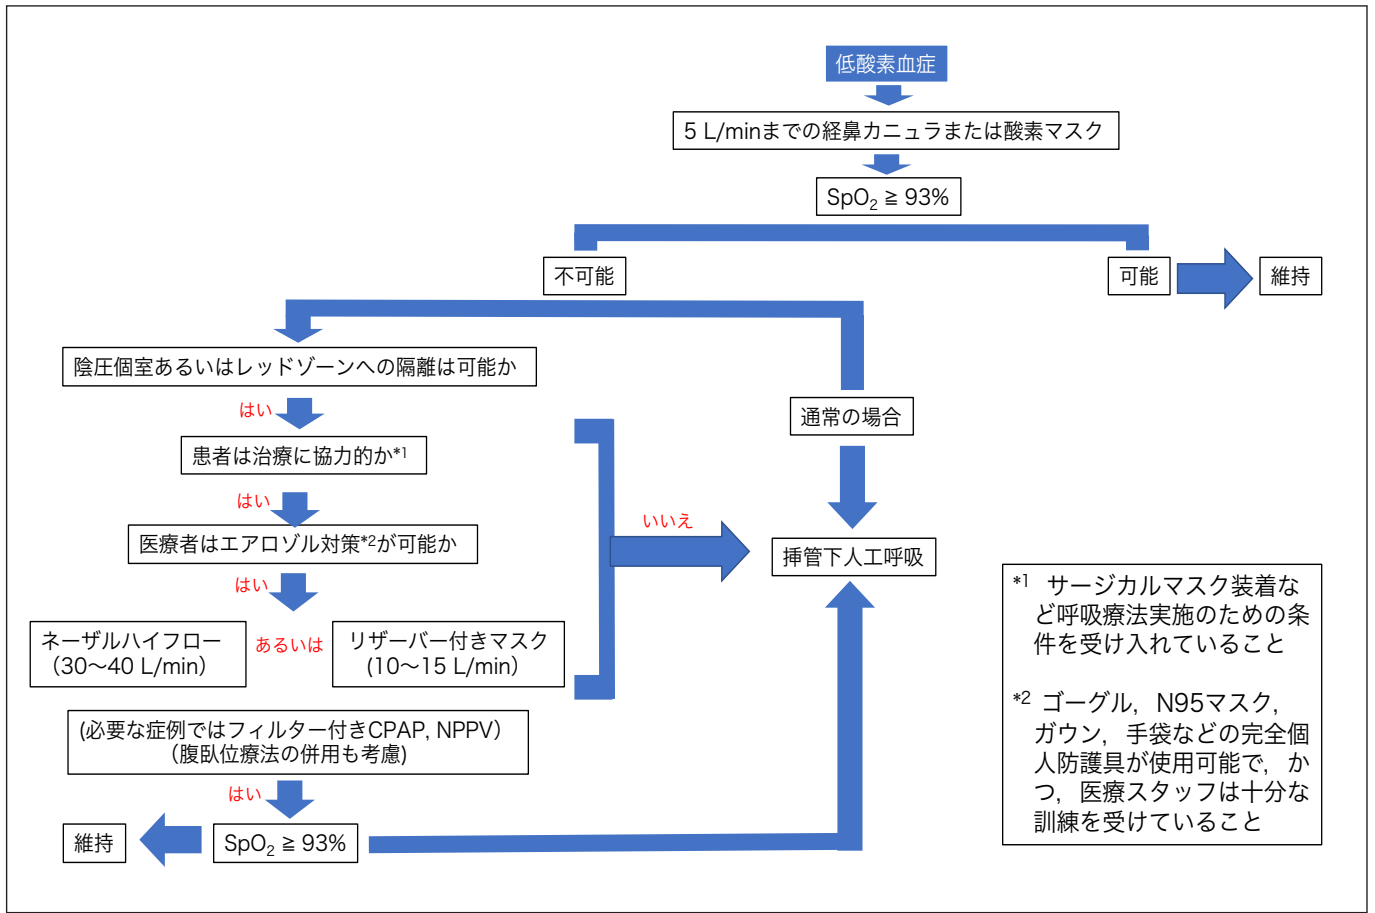 低酸素血症
5 L/minまでの経鼻カニュラまたは酸素マスク
SpO₂ ≧ 93%
不可能
可能
維持
陰圧個室あるいはレッドゾーンへの隔離は可能か
はい
通常の場合
患者は治療に協力的か*1
はい
いいえ
医療者はエアロゾル対策*2が可能か
挿管下人工呼吸
はい
ネーザルハイフロー
（30〜40 L/min）
あるいは
リザーバー付きマスク
(10〜15 L/min）
(必要な症例ではフィルター付きCPAP, NPPV）
（腹臥位療法の併用も考慮)
はい
維持
SpO₂ ≧ 93%
*1 サージカルマスク装着な
ど呼吸療法実施のための条
件を受け入れていること
*2 ゴーグル，N95マスク，
ガウン，手袋などの完全個
人防護具が使用可能で，か
つ，医療スタッフは十分な
訓練を受けていること